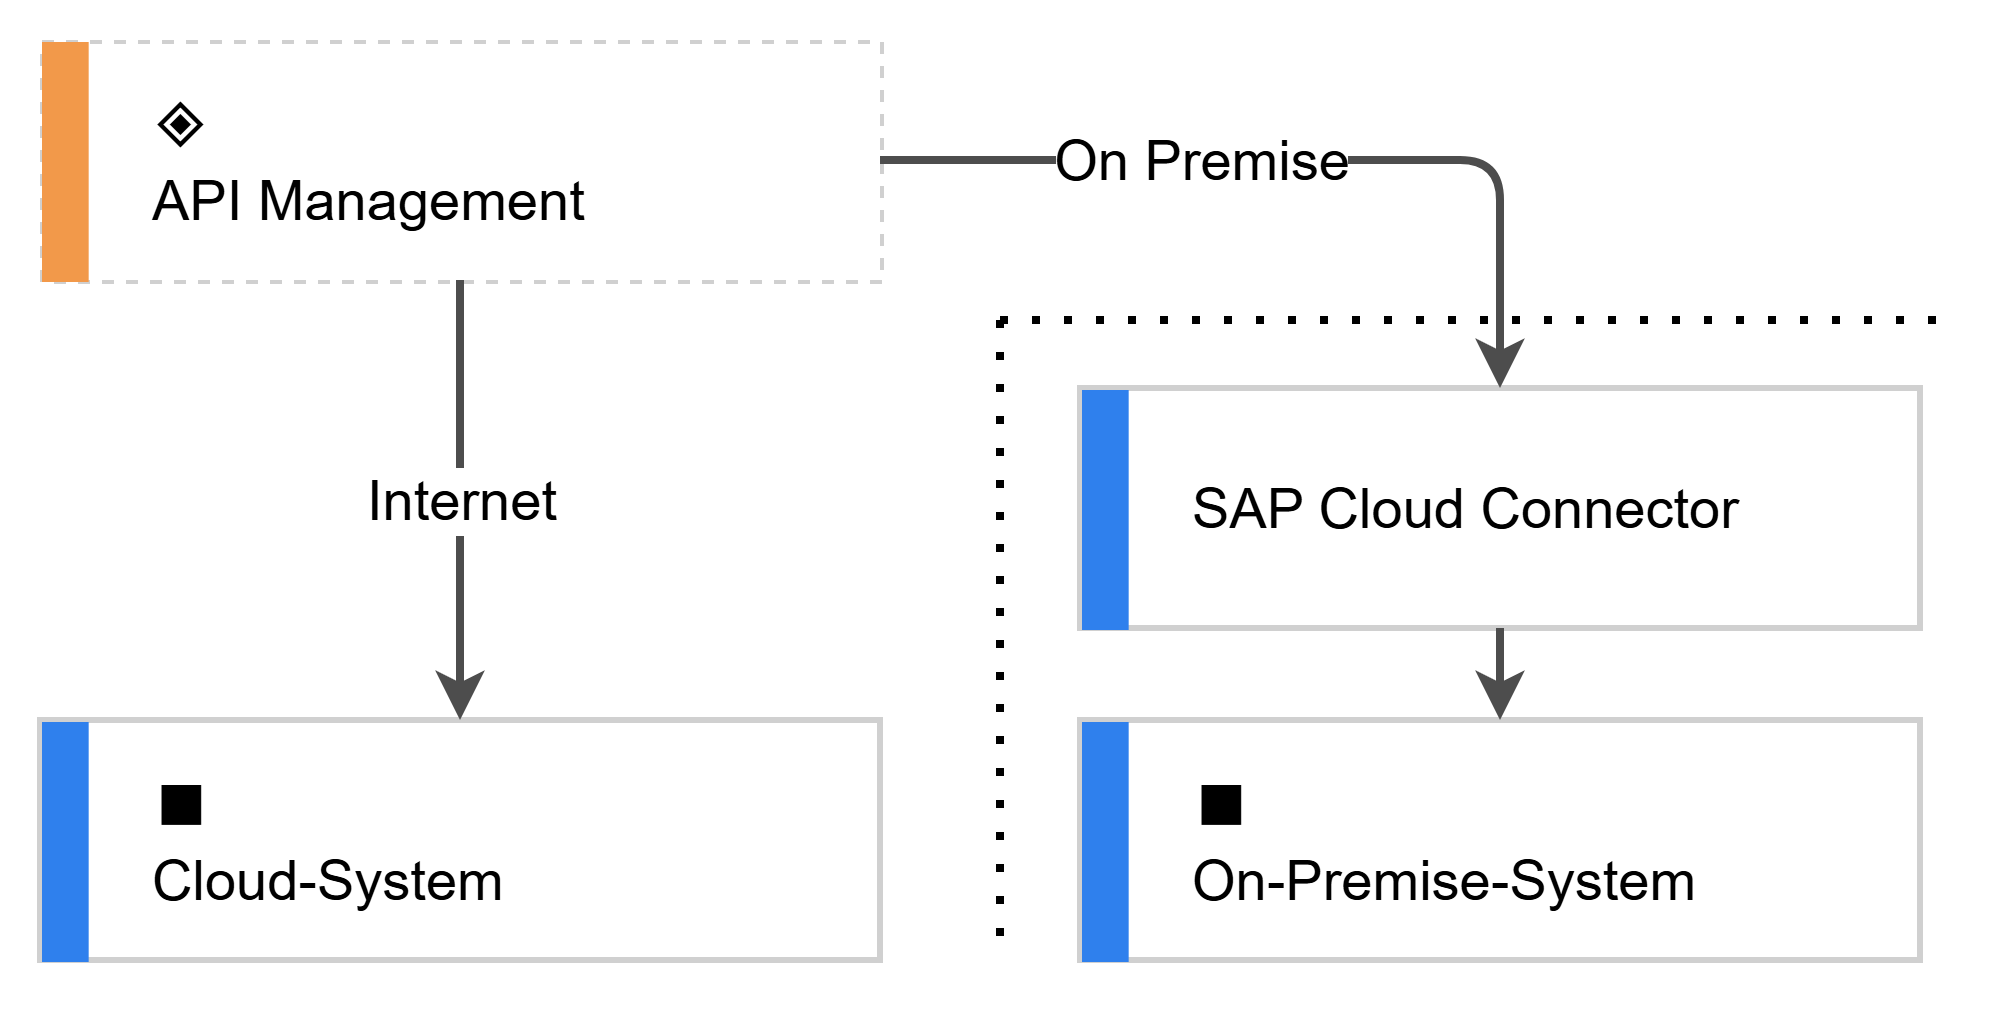 API Management
On Premise
Internet
SAP Cloud Connector
Cloud-System
On-Premise-System